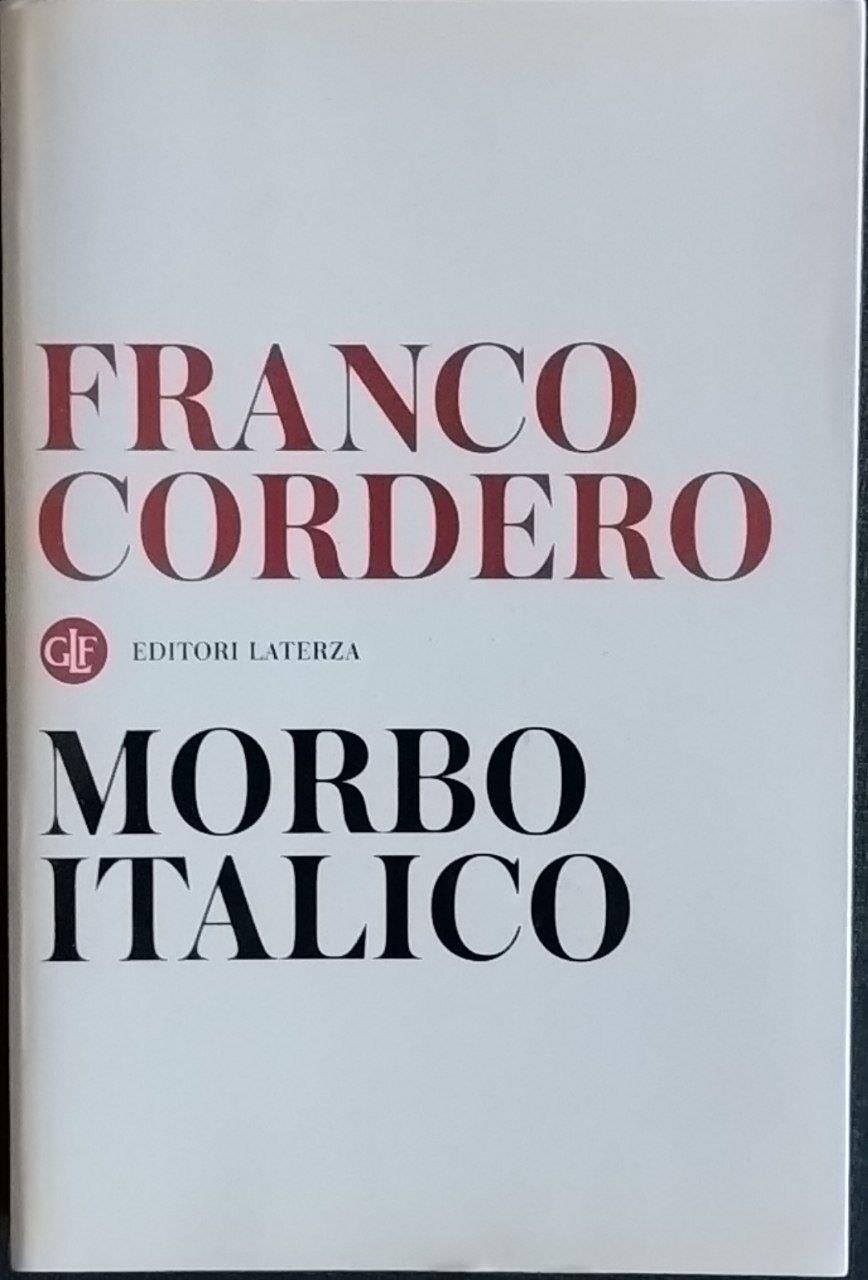 FRANCO
CORDERO
GLF EDITORI LATERZA
MORBO
ITALICO